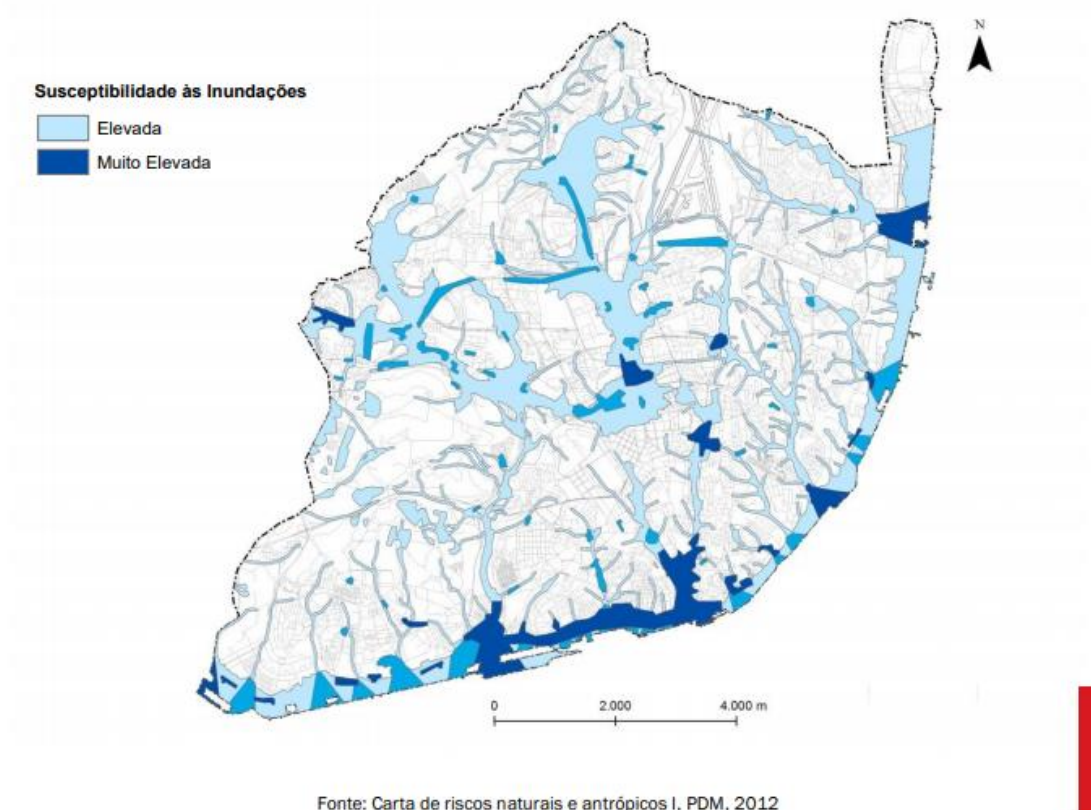 N
Susceptibilidade às Inundações
Elevada
Muito Elevada
0 2.000 4.000 m
Fonte: Carta de riscos naturais e antrópicos I, PDM, 2012